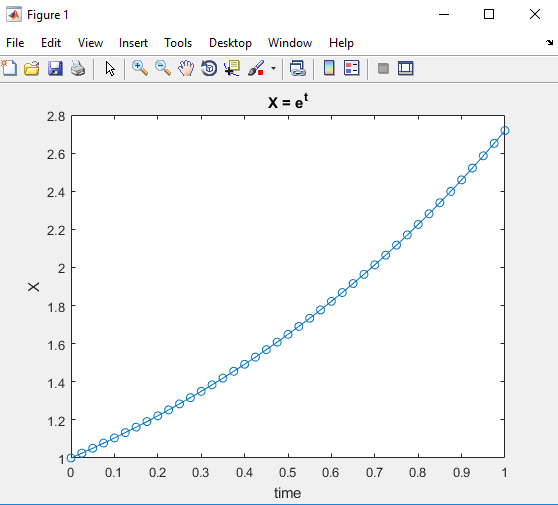 Figure 1
File Edit View Insert Tools Desktop Window Help
X = e^t
2.8
2.6
2.4
2.2
2
1.8
1.6
1.4
1.2
1
X
0 0.1 0.2 0.3 0.4 0.5 0.6 0.7 0.8 0.9 1
time